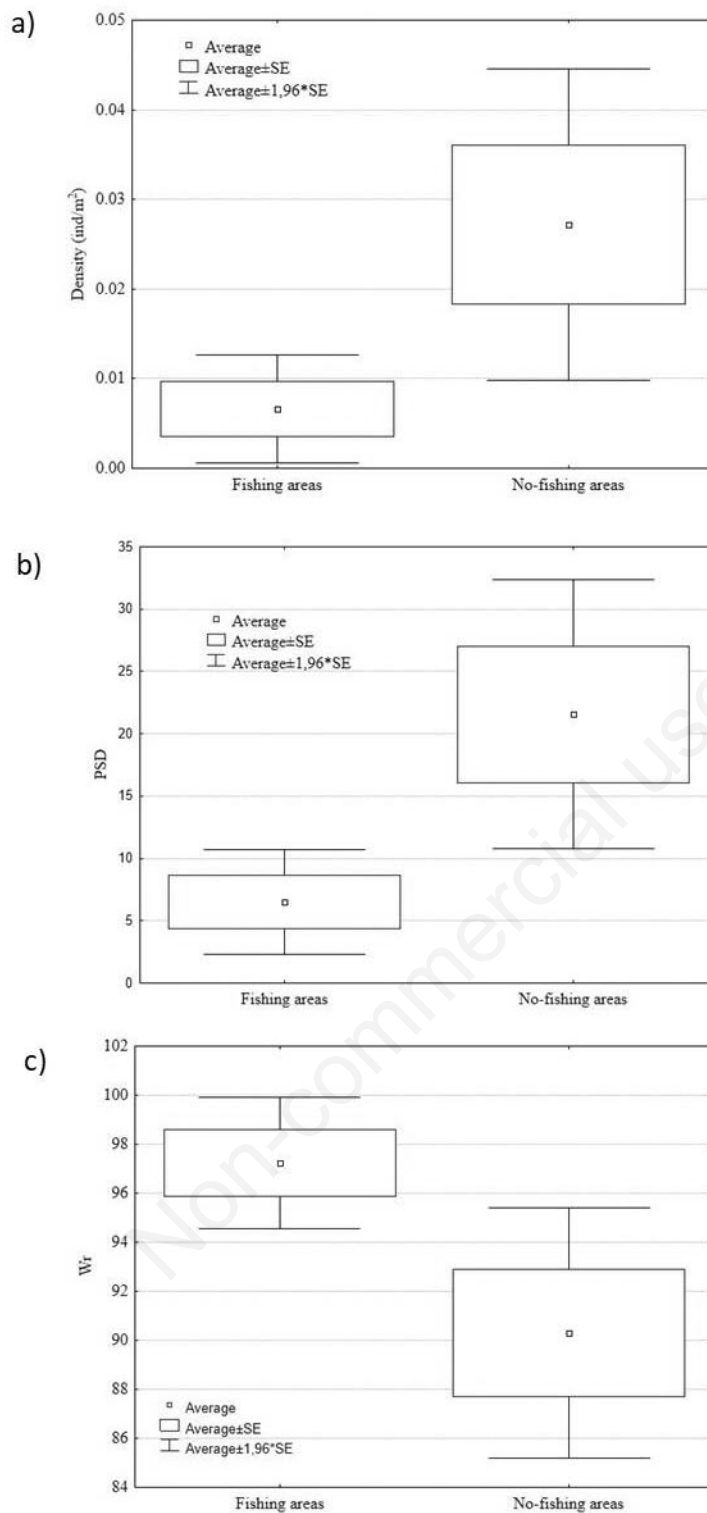 a)
0.05
0.04
0.03
0.02
0.01
0.00
Density (ind/m²)
Average
Average±SE
Average±1,96*SE
Fishing areas
No-fishing areas
b)
35
30
25
20
15
10
5
0
PSD
Average
Average±SE
Average±1,96*SE
Fishing areas
No-fishing areas
c)
102
100
98
96
94
92
90
88
86
84
Wr
Average
Average±SE
Average±1,96*SE
Fishing areas
No-fishing areas
Non-commercial use